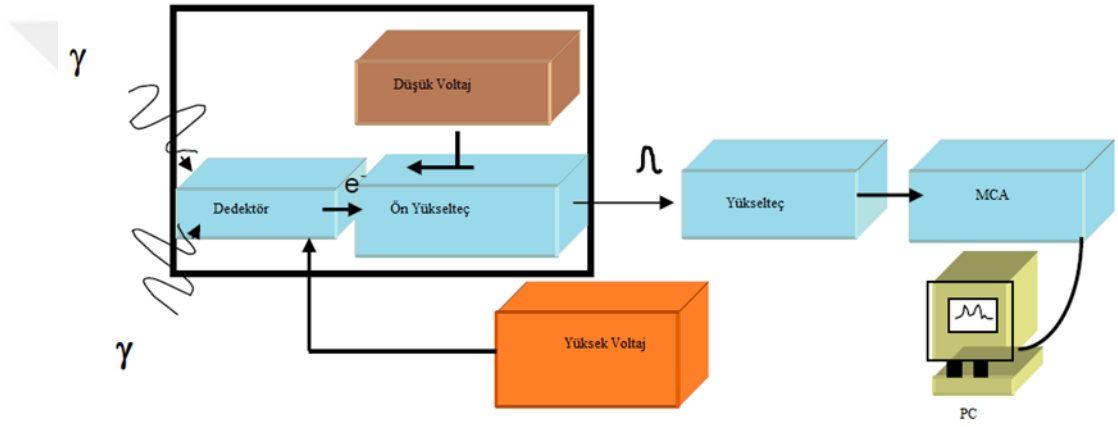 γ
Düşük Voltaj
e⁻
Dedektör
Ön Yükselteç
Yükselteç
MCA
γ
Yüksek Voltaj
PC